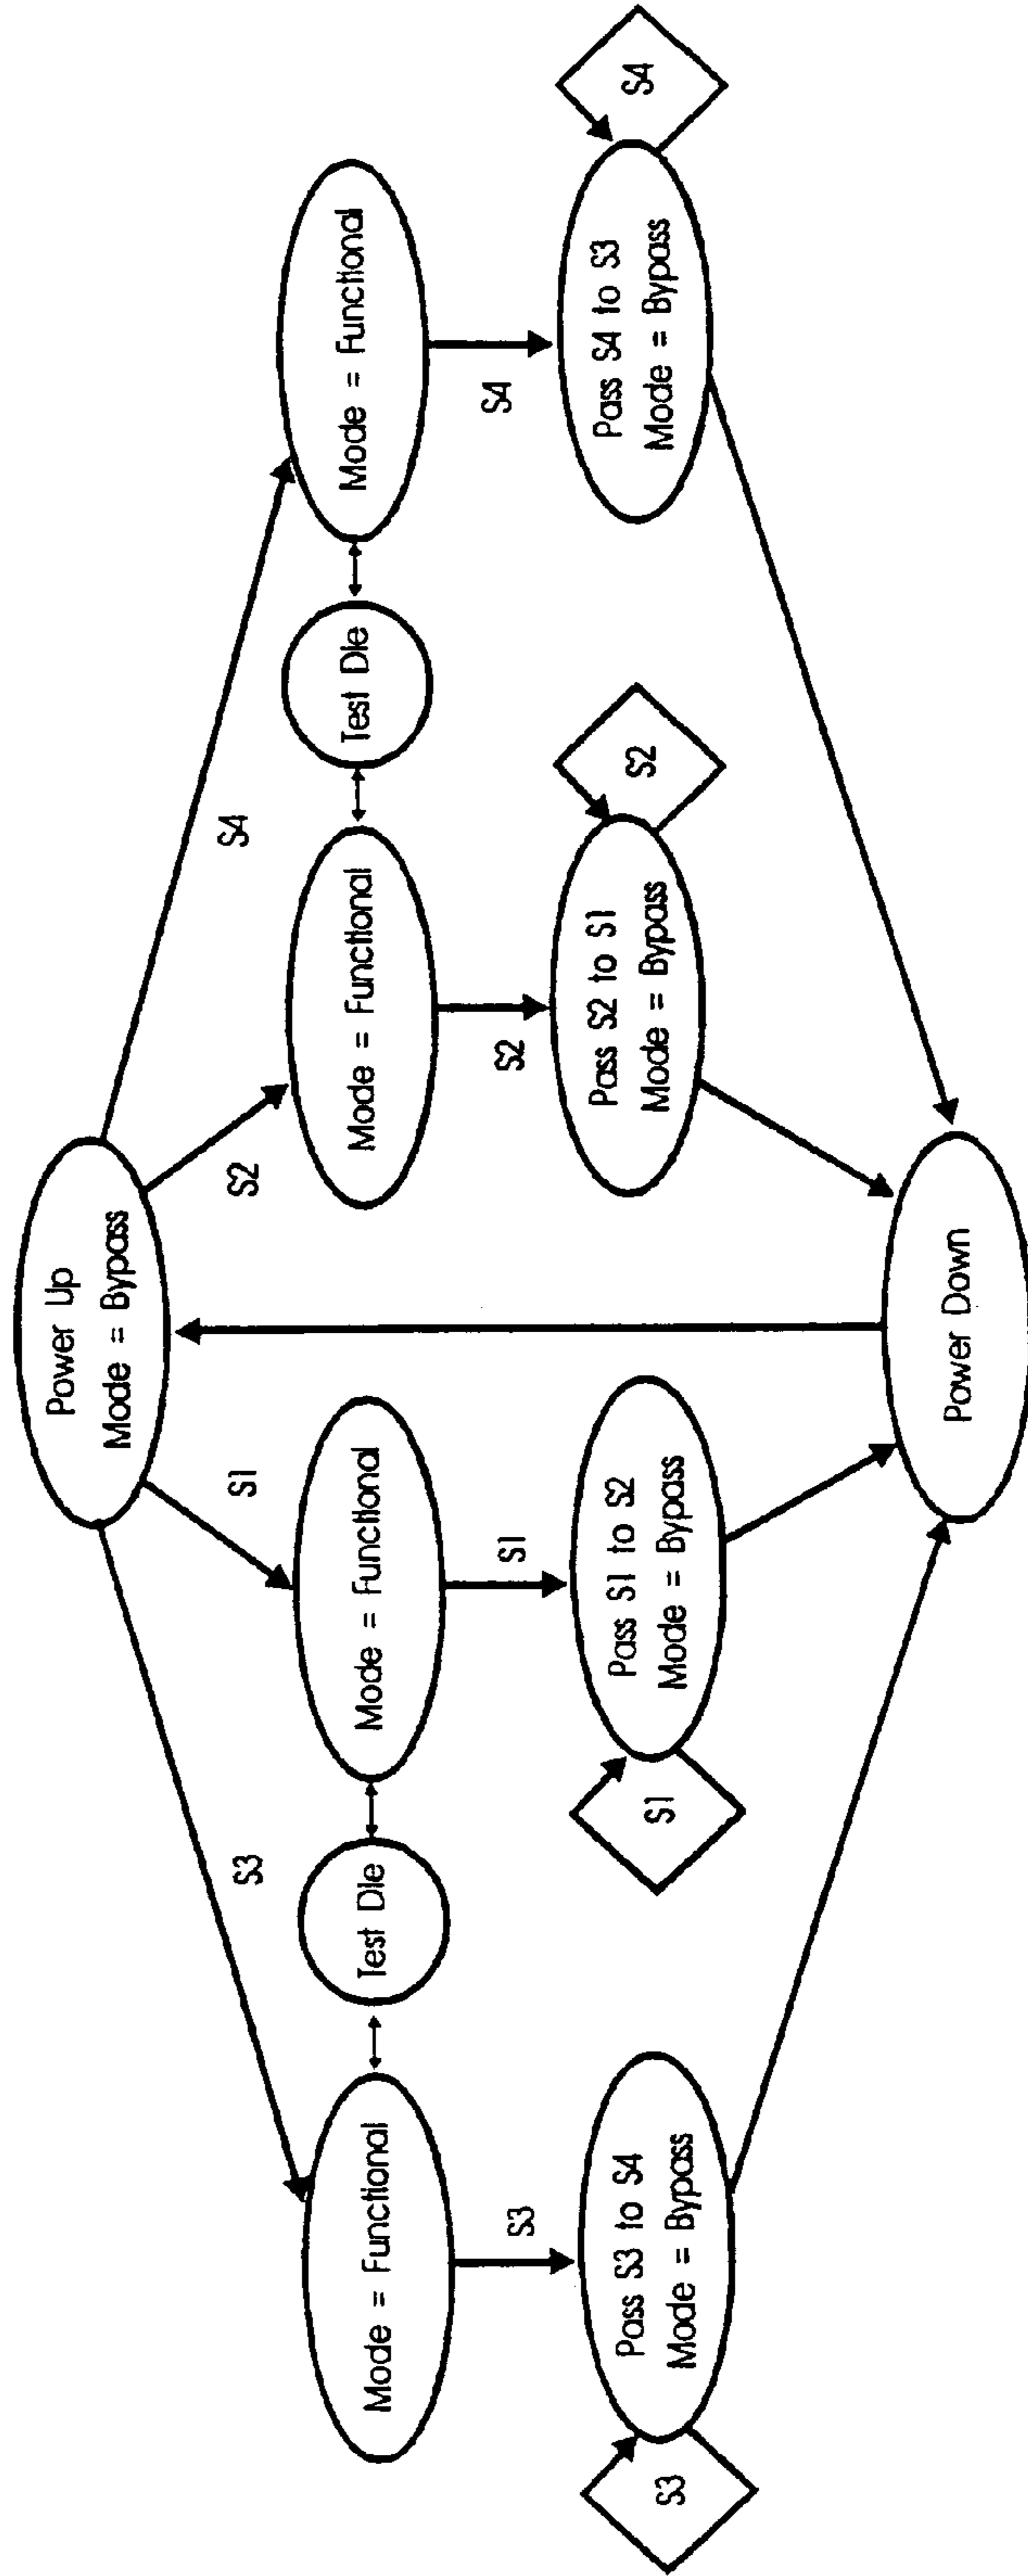 Power Up
Mode = Bypass
S3
S1
S2
S4
Mode = Functional
Test Die
Mode = Functional
Mode = Functional
Test Die
Mode = Functional
S3
S1
S2
S4
S3
Pass S3 to S4
Mode = Bypass
S1
Pass S1 to S2
Mode = Bypass
Pass S2 to S1
Mode = Bypass
S2
Pass S4 to S3
Mode = Bypass
S4
Power Down